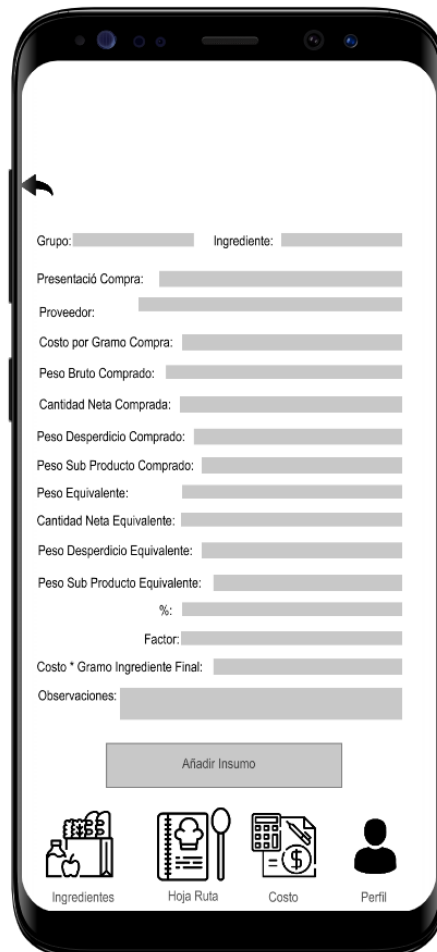 Grupo: Ingrediente:
Presentació Compra:
Proveedor:
Costo por Gramo Compra:
Peso Bruto Comprado:
Cantidad Neta Comprada:
Peso Desperdicio Comprado:
Peso Sub Producto Comprado:
Peso Equivalente:
Cantidad Neta Equivalente:
Peso Desperdicio Equivalente:
Peso Sub Producto Equivalente:
%:
Factor:
Costo * Gramo Ingrediente Final:
Observaciones:
Añadir Insumo
Ingredientes Hoja Ruta Costo Perfil